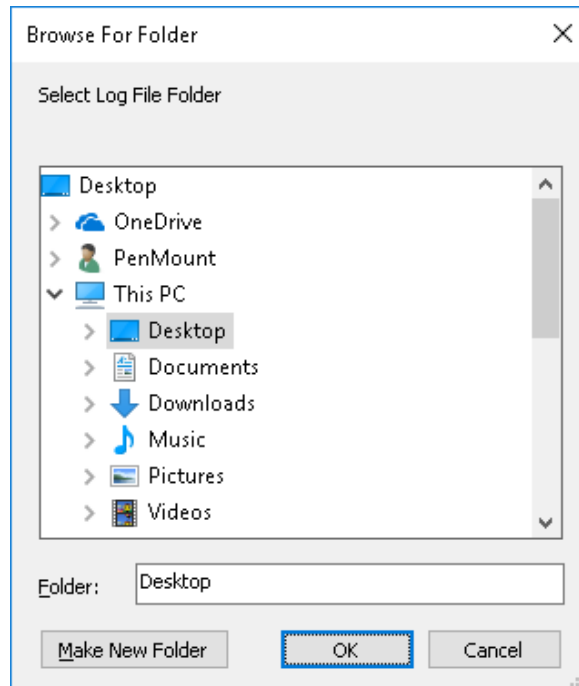 Browse For Folder
Select Log File Folder
Desktop
OneDrive
PenMount
This PC
Desktop
Documents
Downloads
Music
Pictures
Videos
Folder: Desktop
Make New Folder OK Cancel